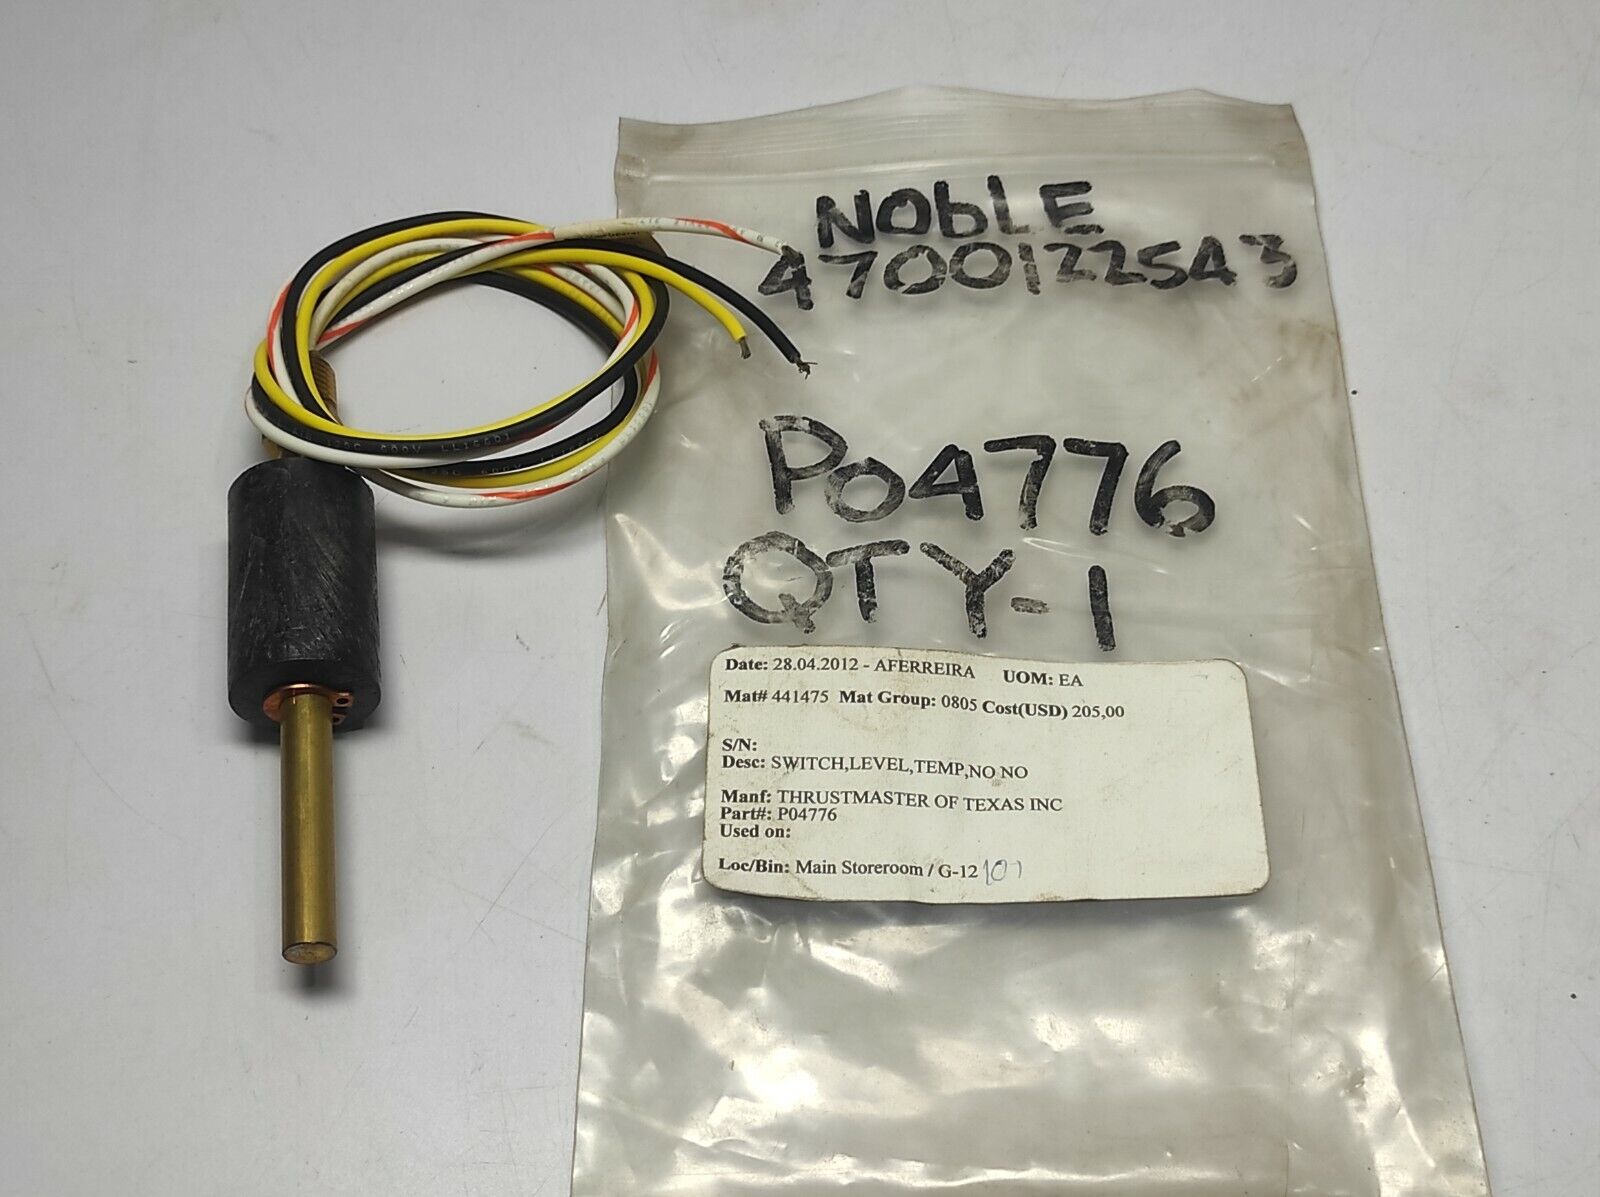 NOblE
4700122543
P04776
QTY-1
Date: 28.04.2012 - AFERREIRA UOM: EA
Mat# 441475 Mat Group: 0805 Cost(USD) 205,00
S/N:
Desc: SWITCH,LEVEL,TEMP,NO NO
Manf: THRUSTMASTER OF TEXAS INC
Part#: P04776
Used on:
Loc/Bin: Main Storeroom / G-12
600V